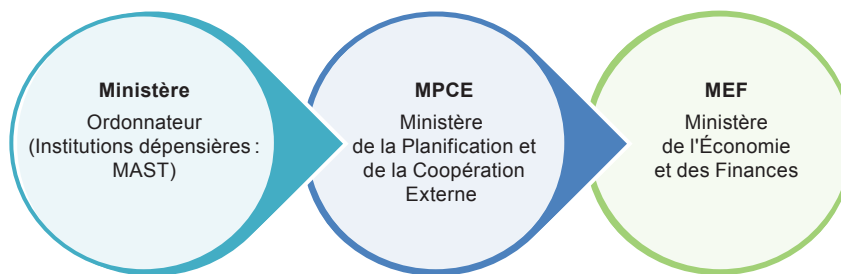 Ministère
Ordonnateur
(Institutions dépensières :
MAST)
MPCE
Ministère
de la Planification et
de la Coopération
Externe
MEF
Ministère
de l'Économie
et des Finances